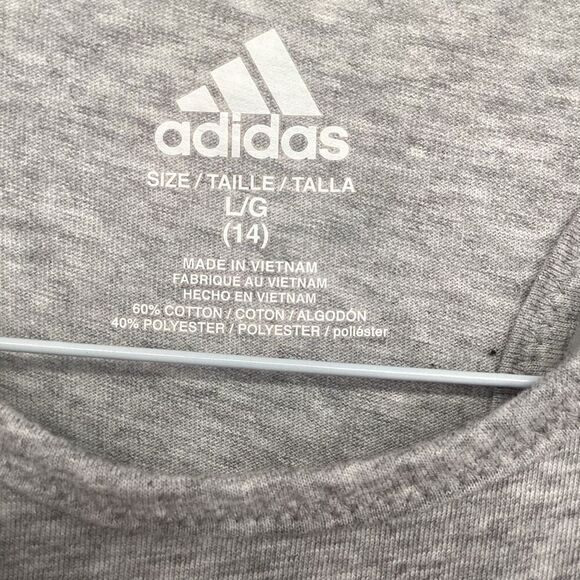 adidas
SIZE / TAILLE / TALLA
L/G
(14)
MADE IN VIETNAM
FABRIQUÉ AU VIETNAM
HECHO EN VIETNAM
60% COTTON / COTON / ALGODÓN
40% POLYESTER / POLYESTER / poliéster